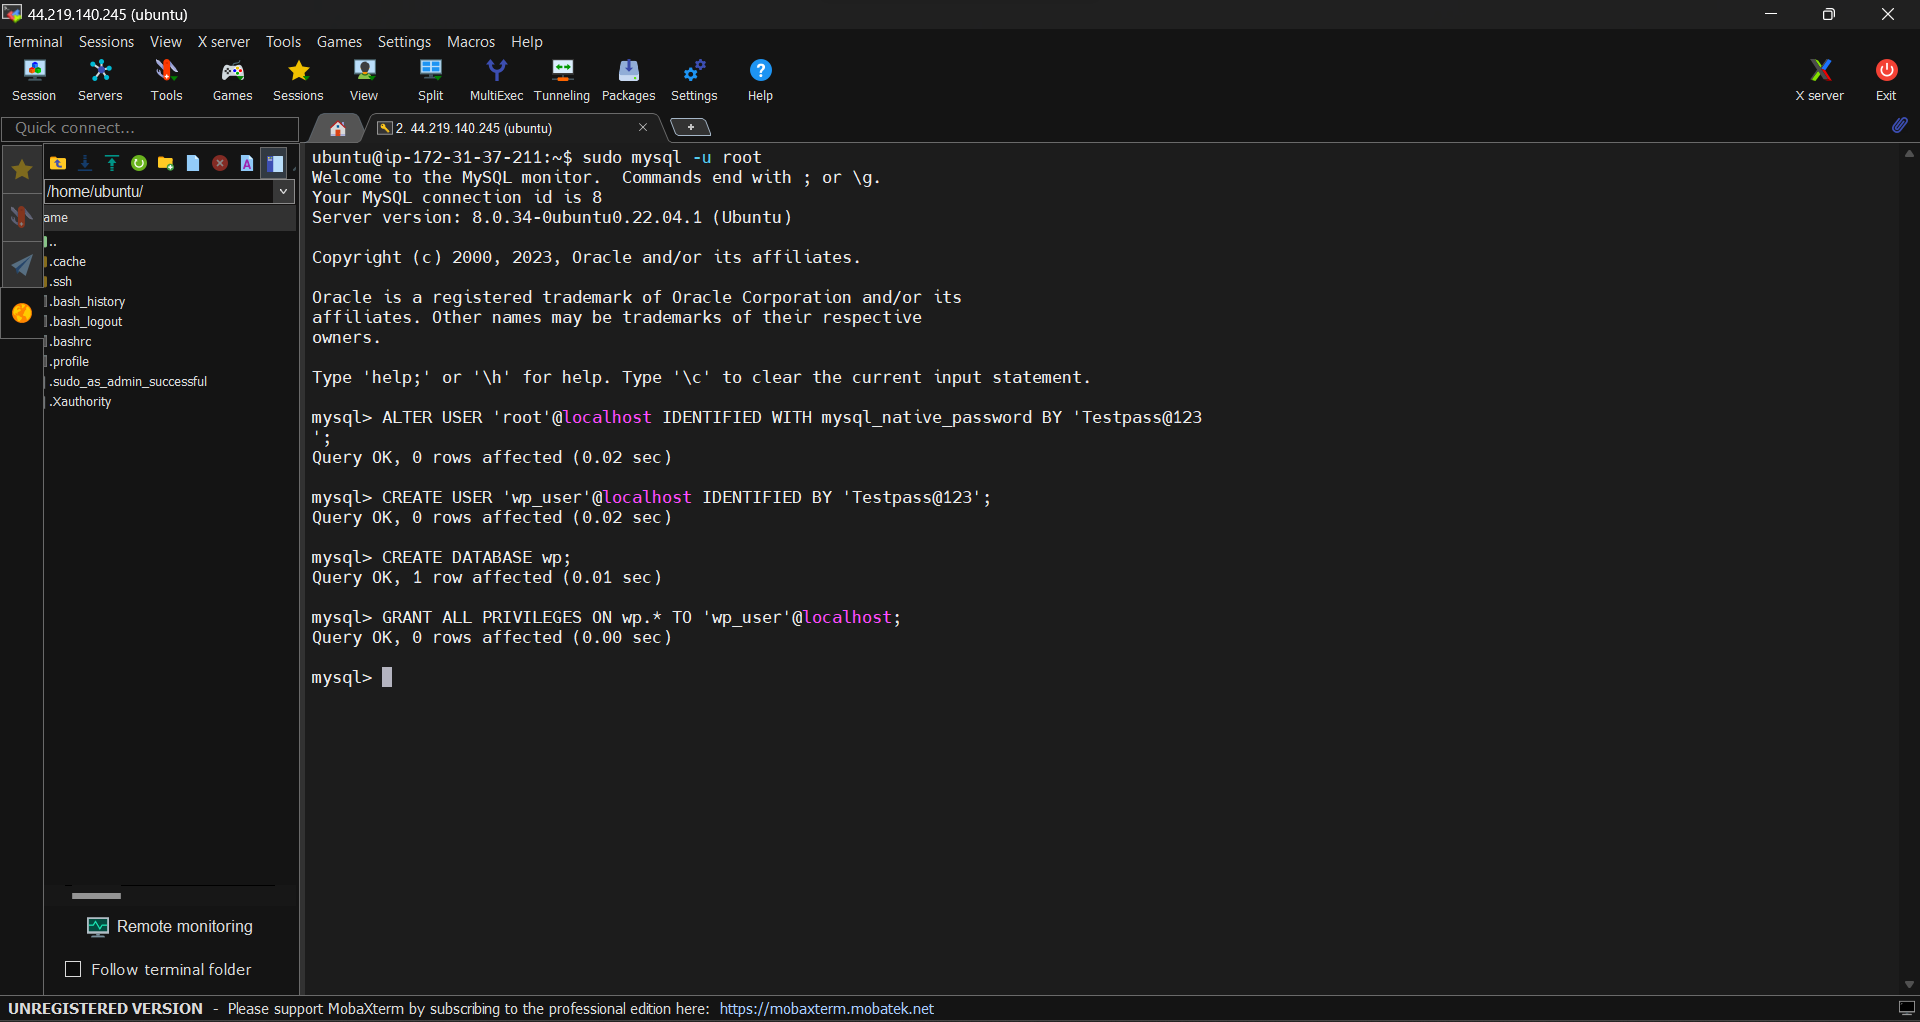 44.219.140.245 (ubuntu)
Terminal Sessions View X server Tools Games Settings Macros Help
Session Servers Tools Games Sessions View Split MultiExec Tunneling Packages Settings Help X server Exit
Quick connect...
2. 44.219.140.245 (ubuntu)
/home/ubuntu/
ame
..
.cache
.ssh
.bash_history
.bash_logout
.bashrc
.profile
.sudo_as_admin_successful
.Xauthority
Remote monitoring
Follow terminal folder
ubuntu@ip-172-31-37-211:~$ sudo mysql -u root
Welcome to the MySQL monitor.  Commands end with ; or \g.
Your MySQL connection id is 8
Server version: 8.0.34-0ubuntu0.22.04.1 (Ubuntu)
Copyright (c) 2000, 2023, Oracle and/or its affiliates.
Oracle is a registered trademark of Oracle Corporation and/or its
affiliates. Other names may be trademarks of their respective
owners.
Type 'help;' or '\h' for help. Type '\c' to clear the current input statement.
mysql> ALTER USER 'root'@localhost IDENTIFIED WITH mysql_native_password BY 'Testpass@123
';
Query OK, 0 rows affected (0.02 sec)
mysql> CREATE USER 'wp_user'@localhost IDENTIFIED BY 'Testpass@123';
Query OK, 0 rows affected (0.02 sec)
mysql> CREATE DATABASE wp;
Query OK, 1 row affected (0.01 sec)
mysql> GRANT ALL PRIVILEGES ON wp.* TO 'wp_user'@localhost;
Query OK, 0 rows affected (0.00 sec)
mysql>
UNREGISTERED VERSION - Please support MobaXterm by subscribing to the professional edition here: https://mobaxterm.mobatek.net